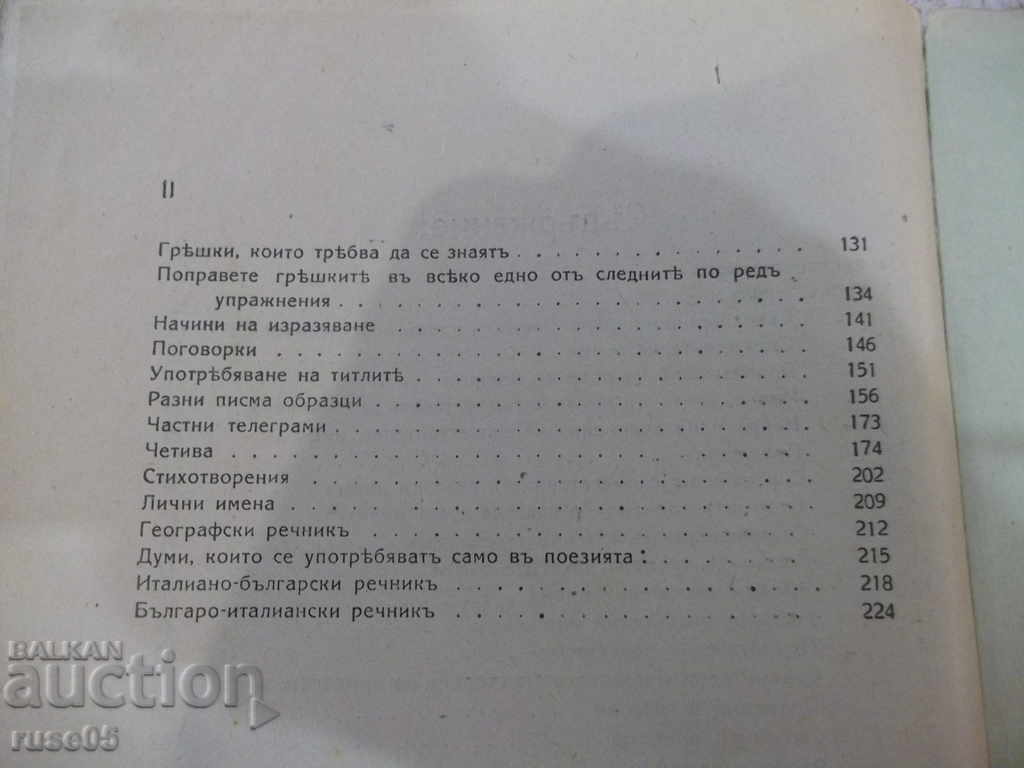 II
Грѣшки, които трѣбва да се знаятъ . . . . . . . . . . . . . . 131
Поправете грѣшкитѣ въ всѣко едно отъ следнитѣ по редъ
упражнения . . . . . . . . . . . . . . . . . . . . . . . 134
Начини на изразяване . . . . . . . . . . . . . . . . . . . . 141
Поговорки . . . . . . . . . . . . . . . . . . . . . . . . . . 146
Употрѣбяване на титлитѣ . . . . . . . . . . . . . . . . . . . 151
Разни писма образци . . . . . . . . . . . . . . . . . . . . . 156
Частни телеграми . . . . . . . . . . . . . . . . . . . . . . . 173
Четива . . . . . . . . . . . . . . . . . . . . . . . . . . . . 174
Стихотворения . . . . . . . . . . . . . . . . . . . . . . . . 202
Лични имена . . . . . . . . . . . . . . . . . . . . . . . . . 209
Географски речникъ . . . . . . . . . . . . . . . . . . . . . 212
Думи, които се употрѣбяватъ само въ поезията : . . . . . . . 215
Италиано-български речникъ . . . . . . . . . . . . . . . . . 218
Българо-италиански речникъ . . . . . . . . . . . . . . . . . 224
BALKAN
auction
ruse05